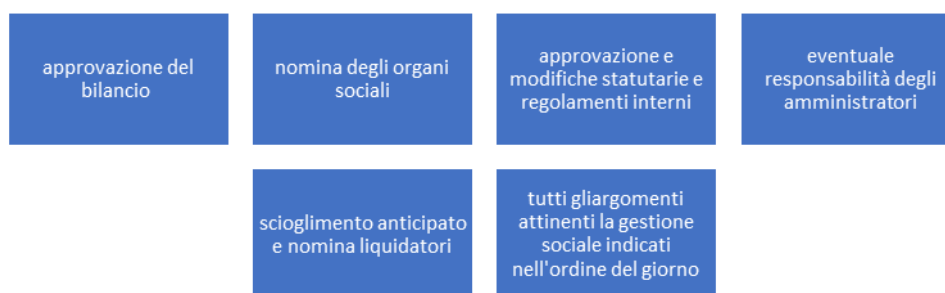 approvazione del
bilancio
nomina degli organi
sociali
approvazione e
modifiche statutarie e
regolamenti interni
eventuale
responsabilità degli
amministratori
scioglimento anticipato
e nomina liquidatori
tutti gliargomenti
attinenti la gestione
sociale indicati
nell'ordine del giorno